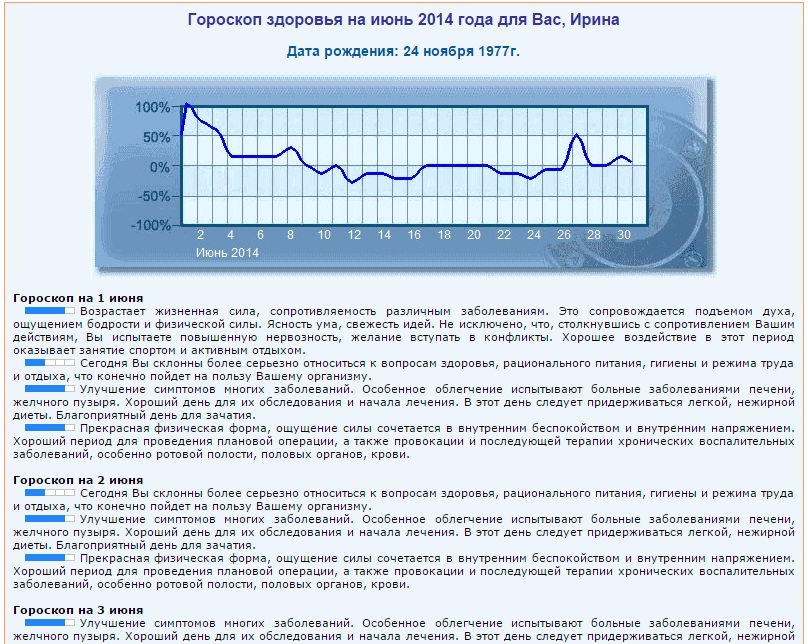 Гороскоп здоровья на июнь 2014 года для Вас, Ирина
Дата рождения: 24 ноября 1977г.
100%
50%
0%
-50%
-100%
2 4 6 8 10 12 14 16 18 20 22 24 26 28 30
Июнь 2014
Гороскоп на 1 июня
Возрастает жизненная сила, сопротивляемость различным заболеваниям. Это сопровождается подъемом духа,
ощущением бодрости и физической силы. Ясность ума, свежесть идей. Не исключено, что, столкнувшись с сопротивлением Вашим
действиям, Вы испытаете повышенную нервозность, желание вступать в конфликты. Хорошее воздействие в этот период
оказывает занятие спортом и активным отдыхом.
Сегодня Вы склонны более серьезно относиться к вопросам здоровья, рационального питания, гигиены и режима труда
и отдыха, что конечно пойдет на пользу Вашему организму.
Улучшение симптомов многих заболеваний. Особенное облегчение испытывают больные заболеваниями печени,
желчного пузыря. Хороший день для их обследования и начала лечения. В этот день следует придерживаться легкой, нежирной
диеты. Благоприятный день для зачатия.
Прекрасная физическая форма, ощущение силы сочетается в внутренним беспокойством и внутренним напряжением.
Хороший период для проведения плановой операции, а также провокации и последующей терапии хронических воспалительных
заболеваний, особенно ротовой полости, половых органов, крови.
Гороскоп на 2 июня
Сегодня Вы склонны более серьезно относиться к вопросам здоровья, рационального питания, гигиены и режима труда
и отдыха, что конечно пойдет на пользу Вашему организму.
Улучшение симптомов многих заболеваний. Особенное облегчение испытывают больные заболеваниями печени,
желчного пузыря. Хороший день для их обследования и начала лечения. В этот день следует придерживаться легкой, нежирной
диеты. Благоприятный день для зачатия.
Прекрасная физическая форма, ощущение силы сочетается в внутренним беспокойством и внутренним напряжением.
Хороший период для проведения плановой операции, а также провокации и последующей терапии хронических воспалительных
заболеваний, особенно ротовой полости, половых органов, крови.
Гороскоп на 3 июня
Улучшение симптомов многих заболеваний. Особенное облегчение испытывают больные заболеваниями печени,
желчного пузыря. Хороший день для их обследования и начала лечения. В этот день следует придерживаться легкой, нежирной